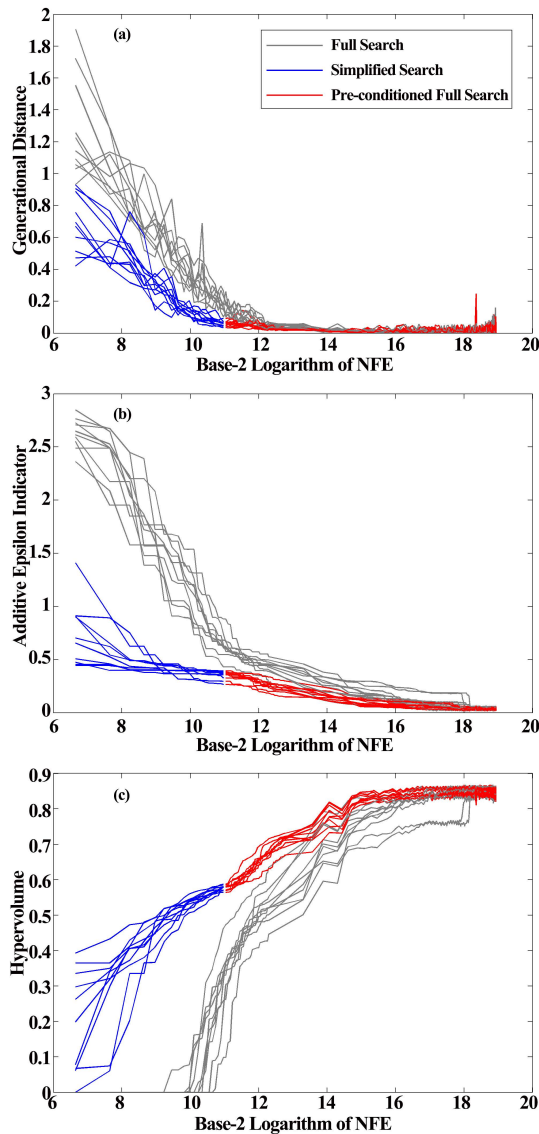 2
(a)
Full Search
1.8
Simplified Search
1.6
Pre-conditioned Full Search
1.4
1.2
1
0.8
0.6
0.4
0.2
0
Generational Distance
6 8 10 12 14 16 18 20
Base-2 Logarithm of NFE
3
(b)
2.5
2
1.5
1
0.5
0
Additive Epsilon Indicator
6 8 10 12 14 16 18 20
Base-2 Logarithm of NFE
0.9
(c)
0.8
0.7
0.6
0.5
0.4
0.3
0.2
0.1
0
Hypervolume
6 8 10 12 14 16 18 20
Base-2 Logarithm of NFE